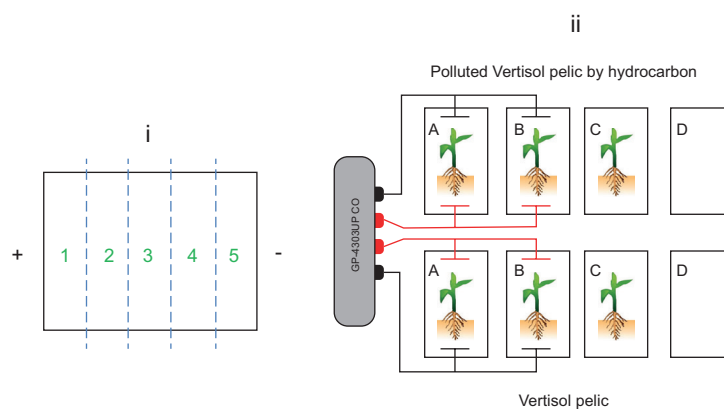 i
+
1
2
3
4
5
-
ii
Polluted Vertisol pelic by hydrocarbon
A
B
C
D
GP-4303UP CO
A
B
C
D
Vertisol pelic